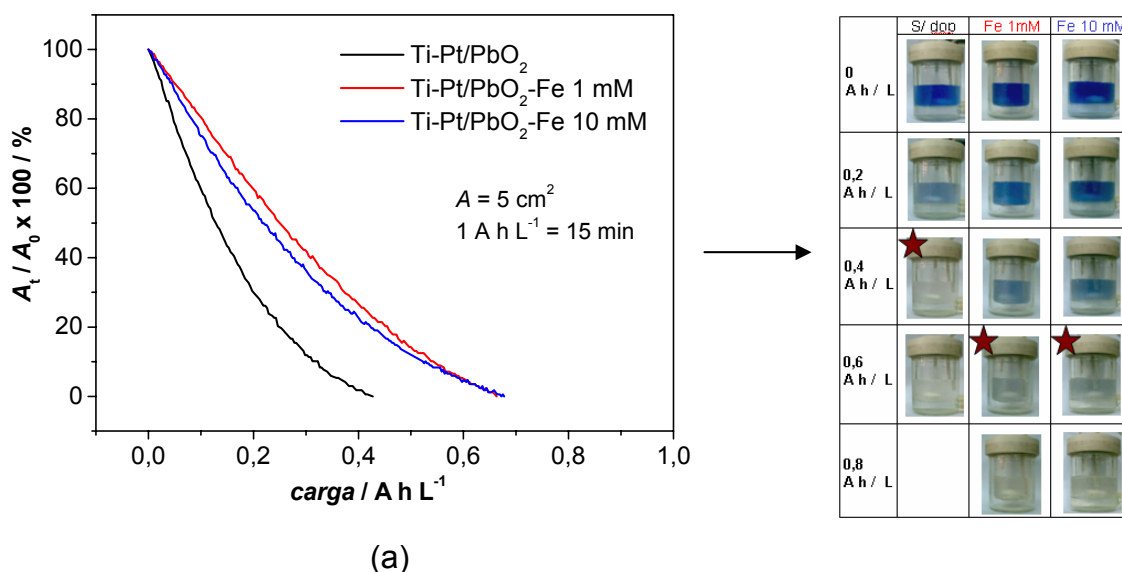 100
80
60
40
20
0
A_t / A_0 x 100 / %
Ti-Pt/PbO₂
Ti-Pt/PbO₂-Fe 1 mM
Ti-Pt/PbO₂-Fe 10 mM
A = 5 cm²
1 A h L⁻¹ = 15 min
0,0 0,2 0,4 0,6 0,8 1,0
carga / A h L⁻¹
(a)
S/ dop Fe 1mM Fe 10 mM
0
A h / L
0,2
A h / L
0,4
A h / L
0,6
A h / L
0,8
A h / L